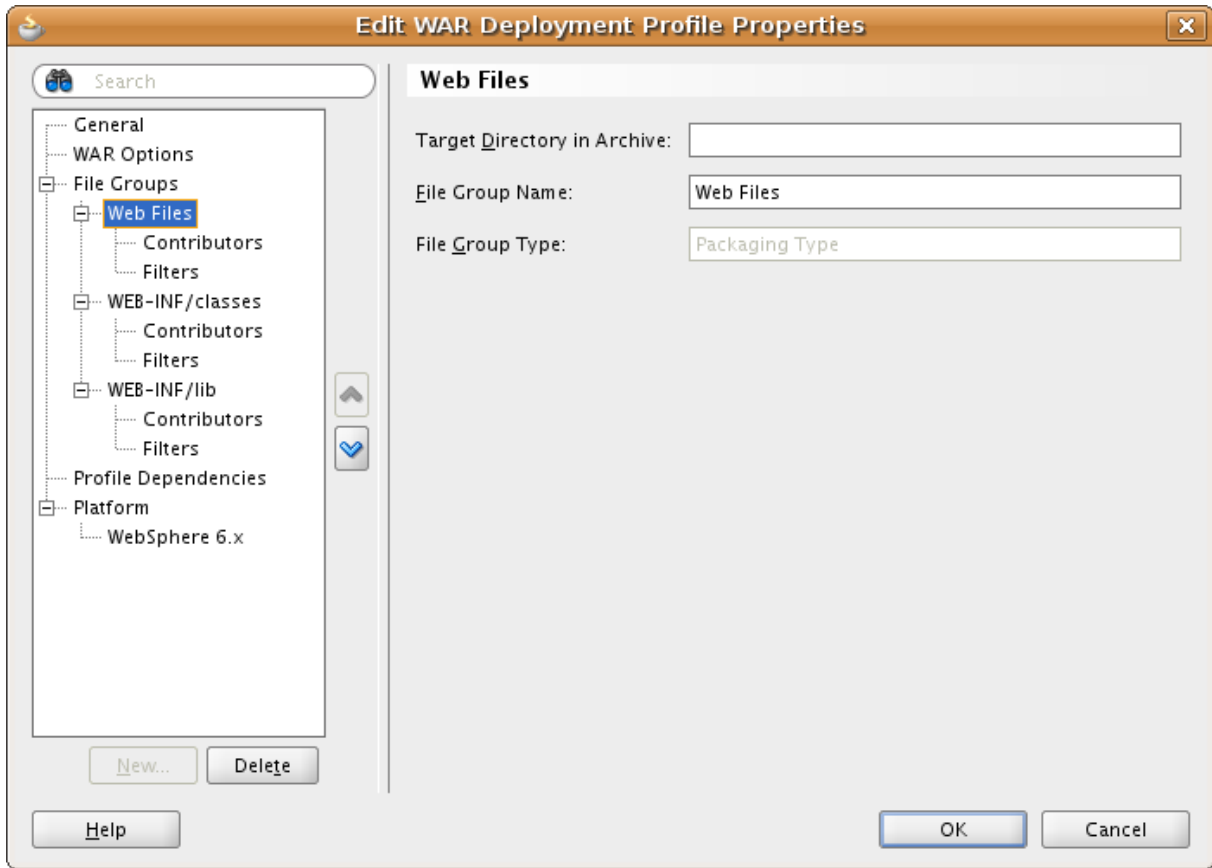 Edit WAR Deployment Profile Properties
Search
General
WAR Options
File Groups
Web Files
Contributors
Filters
WEB-INF/classes
Contributors
Filters
WEB-INF/lib
Contributors
Filters
Profile Dependencies
Platform
WebSphere 6.x
New...
Delete
Web Files
Target Directory in Archive:
File Group Name: Web Files
File Group Type: Packaging Type
Help
OK
Cancel